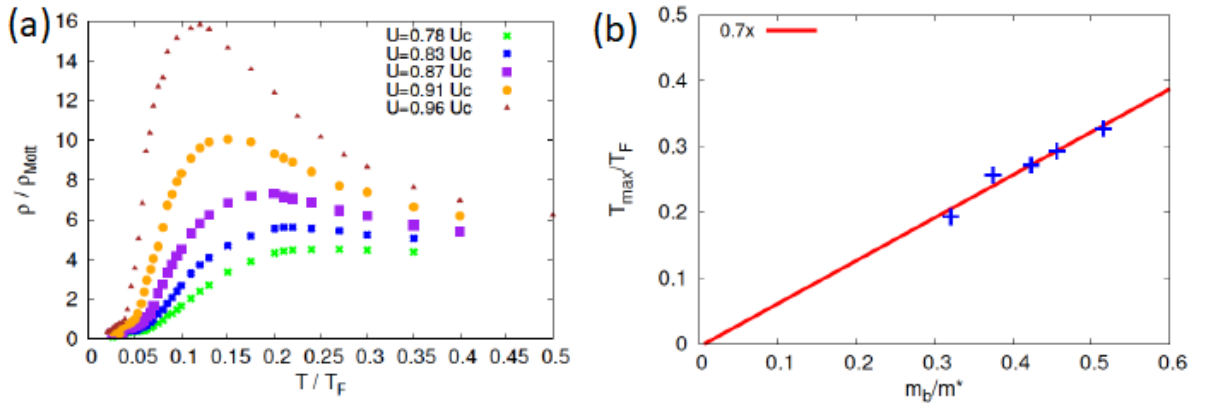 (a)
16
14
12
10
8
6
4
2
0
ρ / ρMott
U=0.78 Uc
U=0.83 Uc
U=0.87 Uc
U=0.91 Uc
U=0.96 Uc
0 0.05 0.1 0.15 0.2 0.25 0.3 0.35 0.4 0.45 0.5
T / TF
(b)
0.5
0.4
0.3
0.2
0.1
0
Tmax/TF
0.7x
0 0.1 0.2 0.3 0.4 0.5 0.6
mb/m*